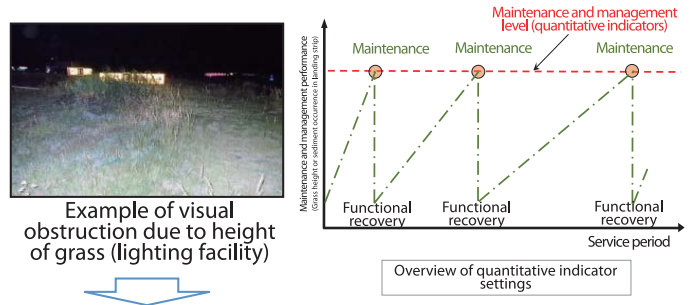 Example of visual
obstruction due to height
of grass (lighting facility)
Maintenance and management
level (quantitative indicators)
Maintenance
Maintenance
Maintenance
Maintenance and management performance
(Grass height or sediment occurrence in landing strip)
Functional
recovery
Functional
recovery
Functional
recovery
Service period
Overview of quantitative indicator
settings